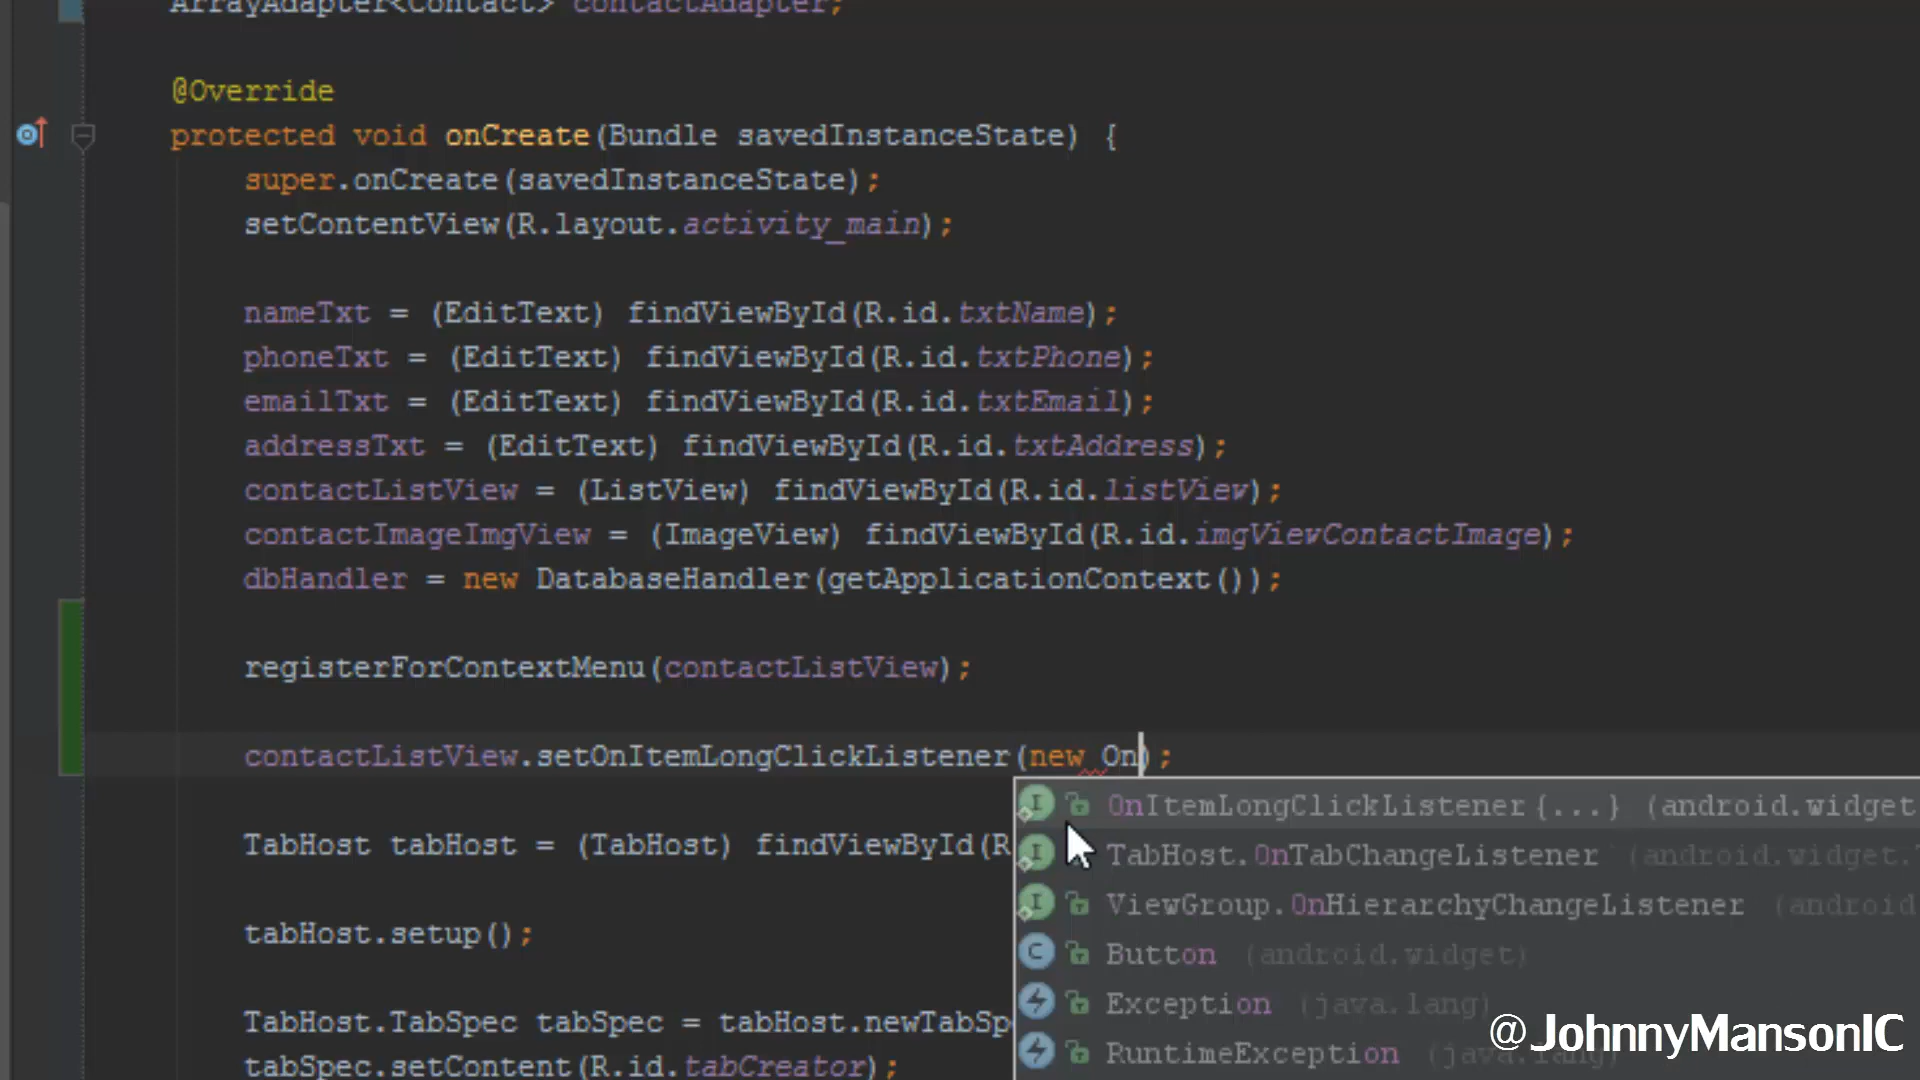 ArrayAdapter<Contact> contactAdapter;
@Override
protected void onCreate(Bundle savedInstanceState) {
super.onCreate(savedInstanceState);
setContentView(R.layout.activity_main);
nameTxt = (EditText) findViewById(R.id.txtName);
phoneTxt = (EditText) findViewById(R.id.txtPhone);
emailTxt = (EditText) findViewById(R.id.txtEmail);
addressTxt = (EditText) findViewById(R.id.txtAddress);
contactListView = (ListView) findViewById(R.id.listView);
contactImageImgView = (ImageView) findViewById(R.id.imgViewContactImage);
dbHandler = new DatabaseHandler(getApplicationContext());
registerForContextMenu(contactListView);
contactListView.setOnItemLongClickListener(new On);
OnItemLongClickListener{...} (android.widget
TabHost tabHost = (TabHost) findViewById(R
TabHost.OnTabChangeListener (android.widget.
ViewGroup.OnHierarchyChangeListener (android
tabHost.setup();
Button (android.widget)
Exception (java.lang)
TabHost.TabSpec tabSpec = tabHost.newTabSp
RuntimeException (java.lang)
tabSpec.setContent(R.id.tabCreator);
@JohnnyMansonIC